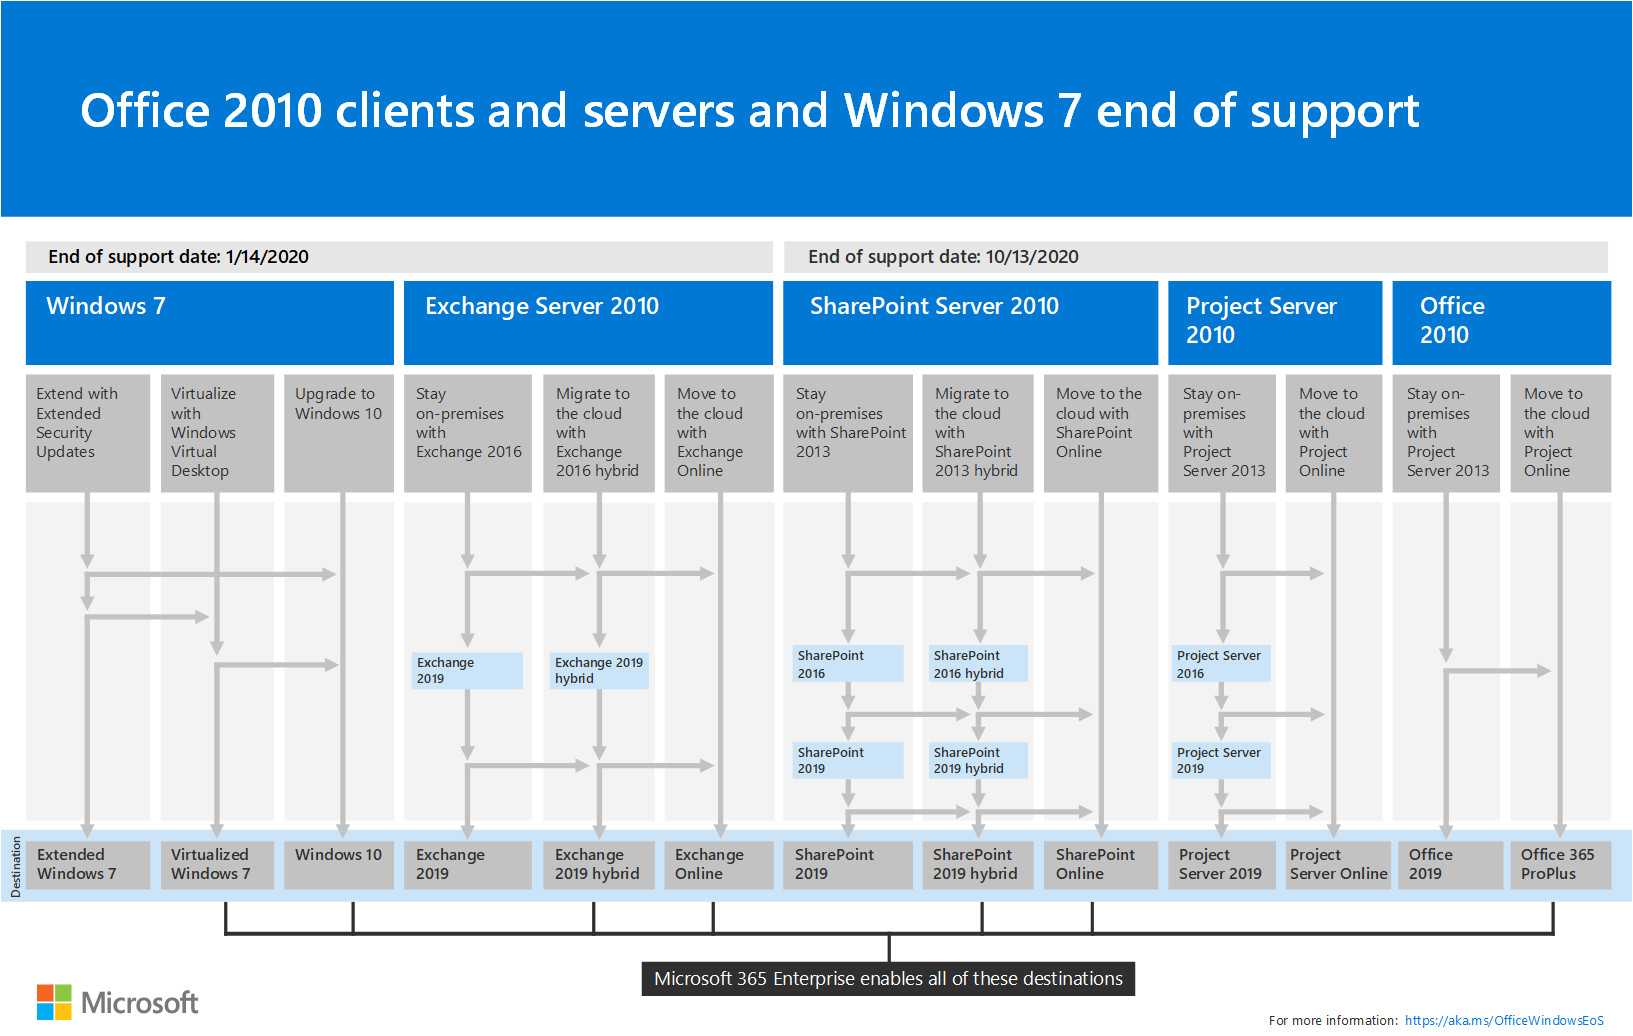 Office 2010 clients and servers and Windows 7 end of support
End of support date: 1/14/2020
End of support date: 10/13/2020
Windows 7
Exchange Server 2010
SharePoint Server 2010
Project Server
2010
Office
2010
Extend with
Extended
Security
Updates
Virtualize
with
Windows
Virtual
Desktop
Upgrade to
Windows 10
Stay
on-premises
with
Exchange 2016
Migrate to
the cloud
with
Exchange
2016 hybrid
Move to
the cloud
with
Exchange
Online
Stay
on-premises
with SharePoint
2013
Migrate to
the cloud
with
SharePoint
2013 hybrid
Move to the
cloud with
SharePoint
Online
Stay on-
premises
with
Project
Server 2013
Move to
the cloud
with
Project
Online
Stay on-
premises
with
Project
Server 2013
Move to
the cloud
with
Project
Online
Exchange
2019
Exchange 2019
hybrid
SharePoint
2016
SharePoint
2016 hybrid
Project Server
2016
SharePoint
2019
SharePoint
2019 hybrid
Project Server
2019
Destination
Extended
Windows 7
Virtualized
Windows 7
Windows 10
Exchange
2019
Exchange
2019 hybrid
Exchange
Online
SharePoint
2019
SharePoint
2019 hybrid
SharePoint
Online
Project
Server 2019
Project
Server Online
Office
2019
Office 365
ProPlus
Microsoft 365 Enterprise enables all of these destinations
Microsoft
For more information: https://aka.ms/OfficeWindowsEoS